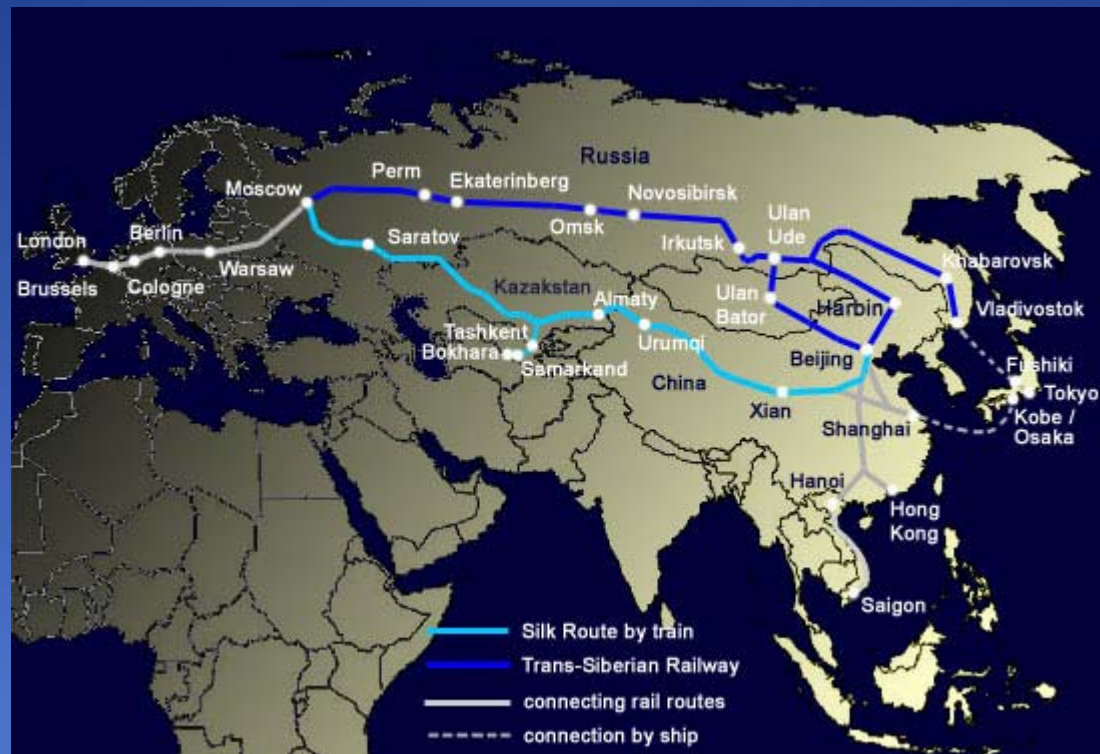 Russia
Perm
Ekaterinberg
Moscow
Novosibirsk
Omsk
Ulan
Ude
Irkutsk
London
Berlin
Saratov
Brussels
Cologne
Warsaw
Khabarovsk
Kazakstan
Almaty
Ulan
Bator
Harbin
Vladivostok
Tashkent
Bokhara
Samarkand
Urumqi
Beijing
Fushiki
China
Tokyo
Xian
Shanghai
Kobe /
Osaka
Hanoi
Hong
Kong
Saigon
Silk Route by train
Trans-Siberian Railway
connecting rail routes
connection by ship